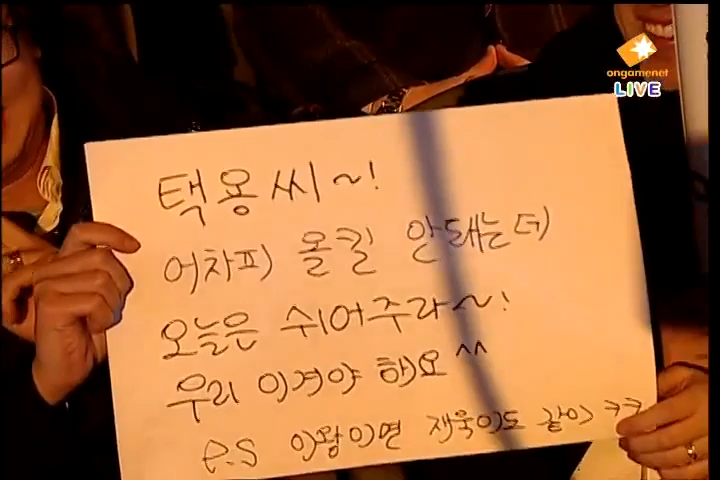 ongamenet
LIVE
택용씨~!
어차피 올킬 안돼는데
오늘은 쉬어주라~!
우리 이겨야 해요^^
P.S 이왕이면 재욱이도 같이 ㅋㅋ